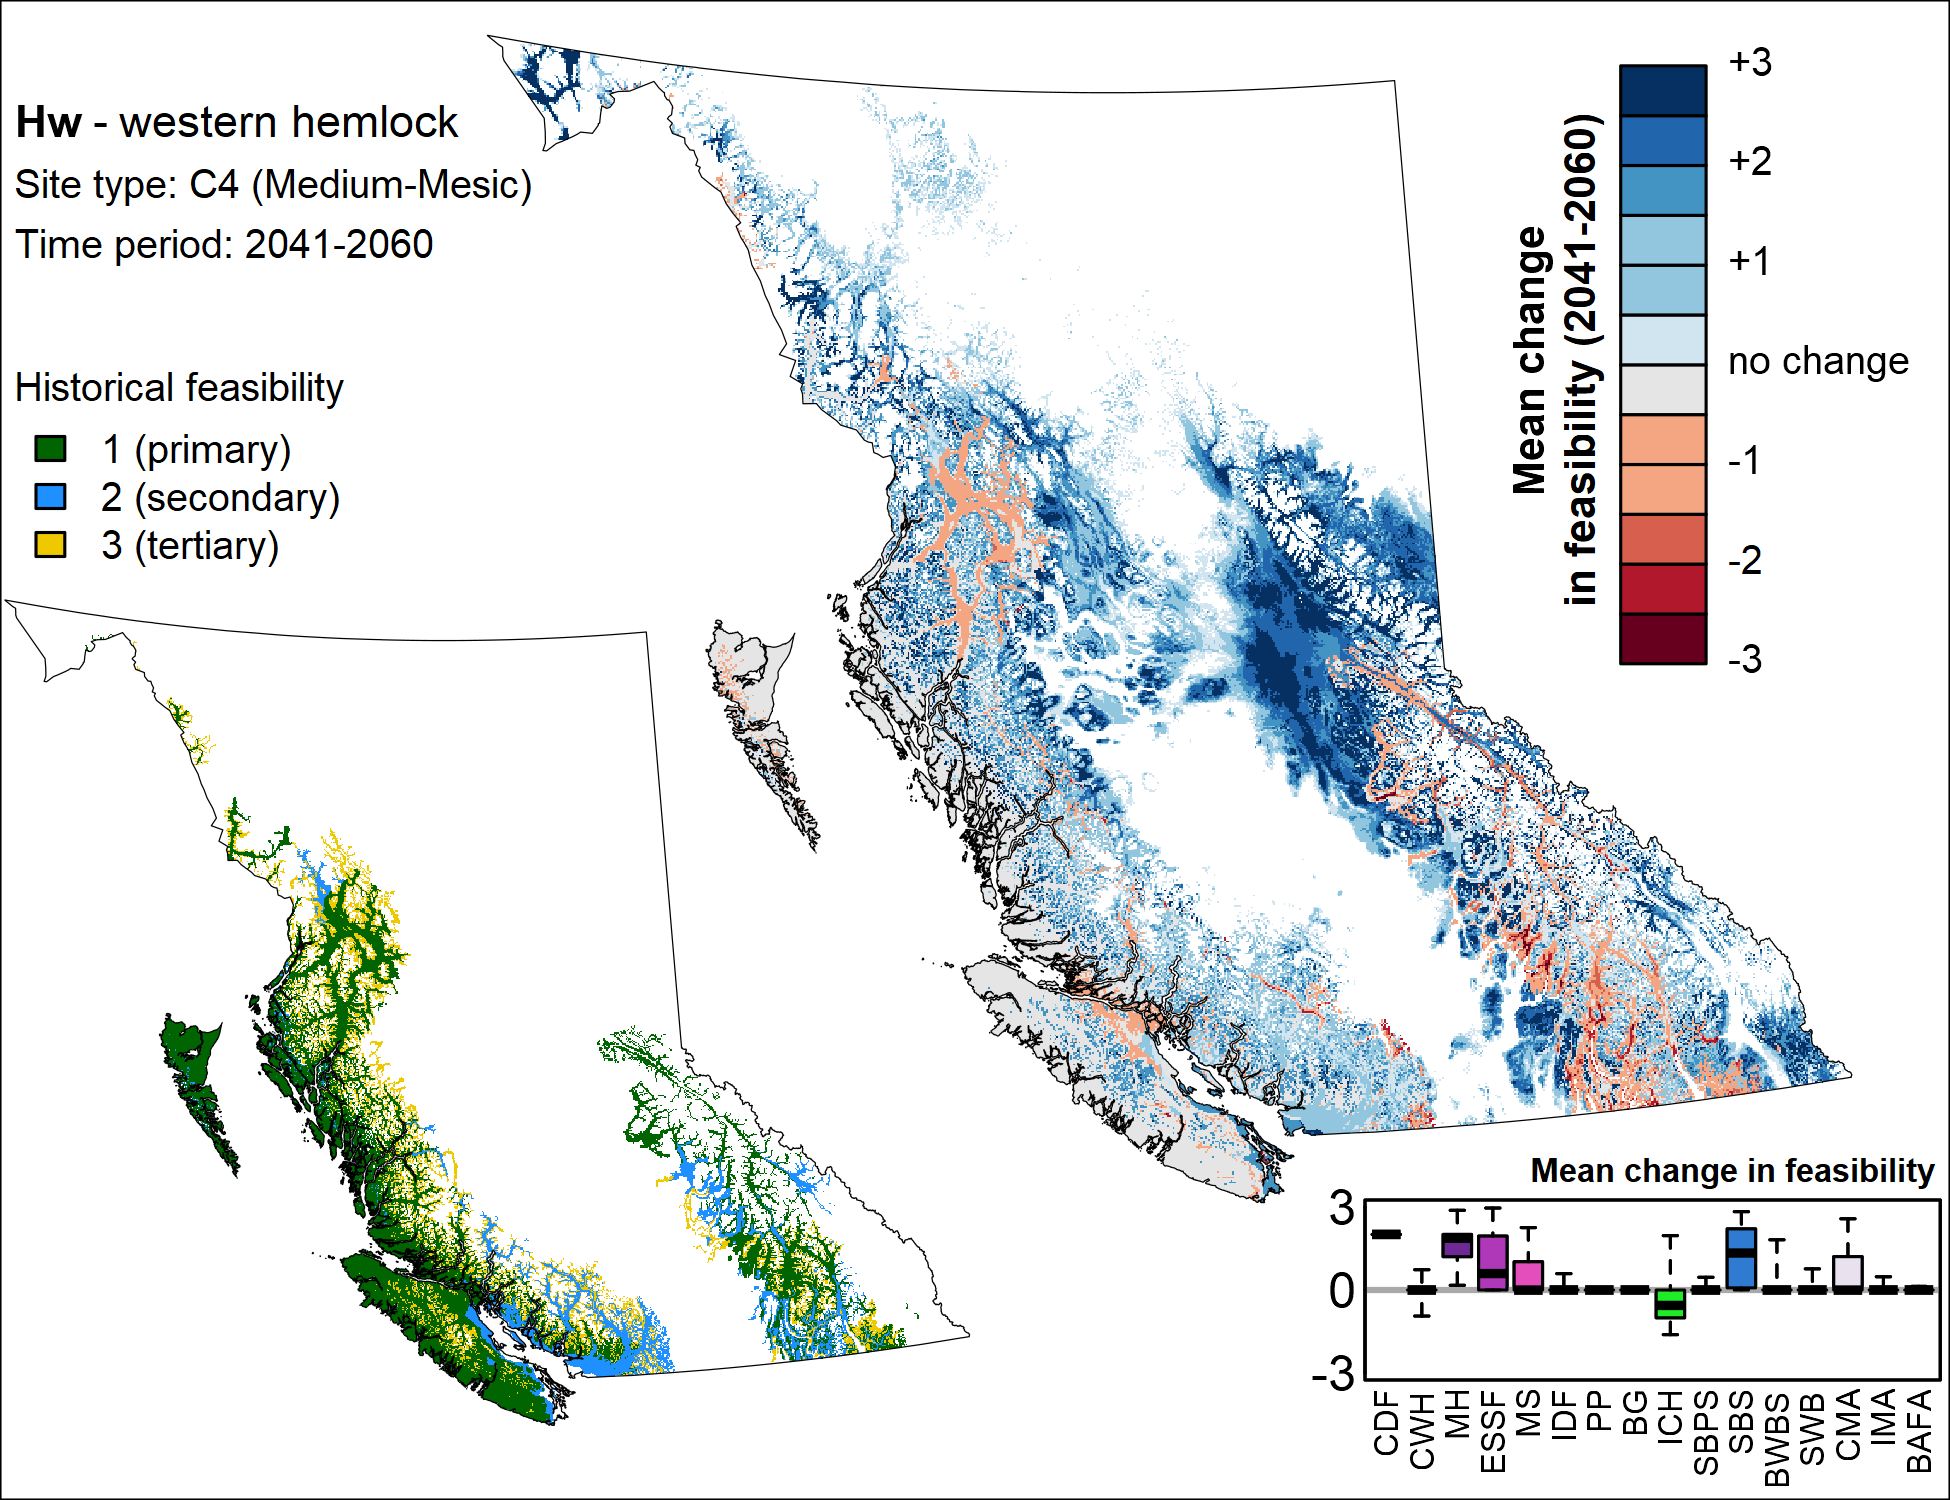 Hw - western hemlock
Site type: C4 (Medium-Mesic)
Time period: 2041-2060
Historical feasibility
1 (primary)
2 (secondary)
3 (tertiary)
Mean change
in feasibility (2041-2060)
+3
+2
+1
no change
-1
-2
-3
Mean change in feasibility
3
0
-3
CDF
CWH
MH
ESSF
MS
IDF
PP
BG
ICH
SBPS
SBS
BWBS
SWB
CMA
IMA
BAFA